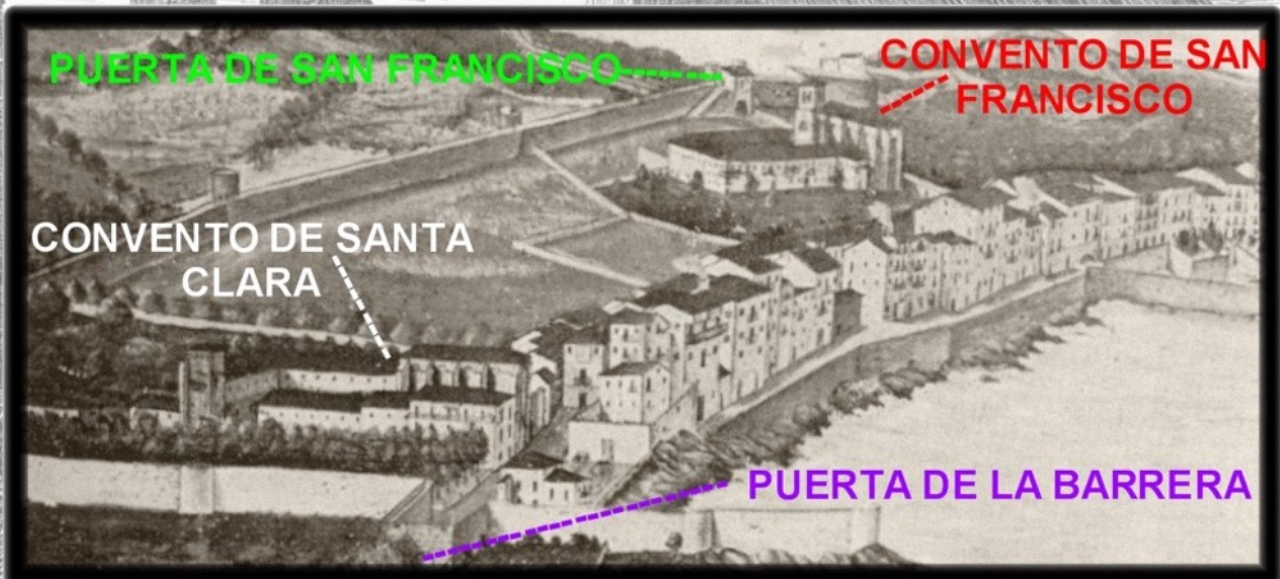 PUERTA DE SAN FRANCISCO
CONVENTO DE SAN
FRANCISCO
CONVENTO DE SANTA
CLARA
PUERTA DE LA BARRERA